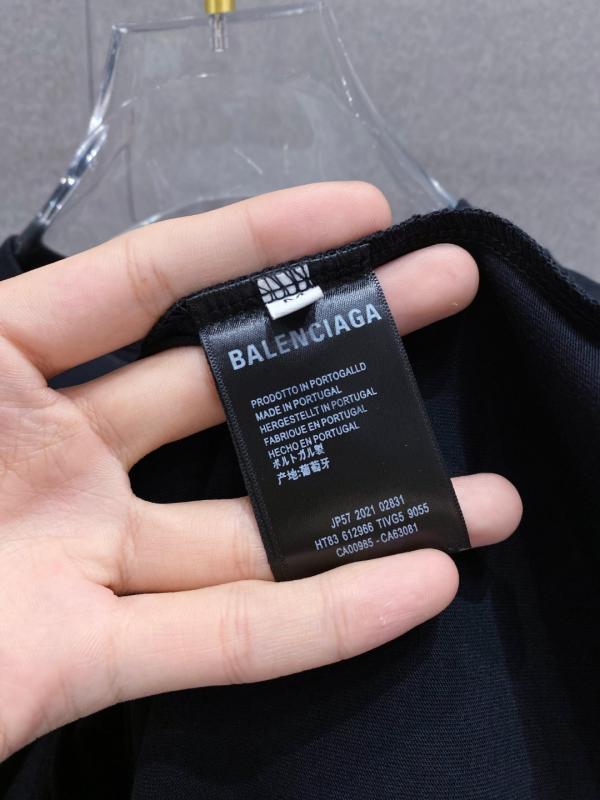 BALENCIAGA
PRODOTTO IN PORTOGALLD
MADE IN PORTUGAL
HERGESTELLT IN PORTUGAL
FABRIQUE EN PORTUGAL
HECHO EN PORTUGAL
ポルトガル製
产地:葡萄牙
JP57 2021 02831
HT83 612966 TIVG5 9055
CA00985 - CA63081